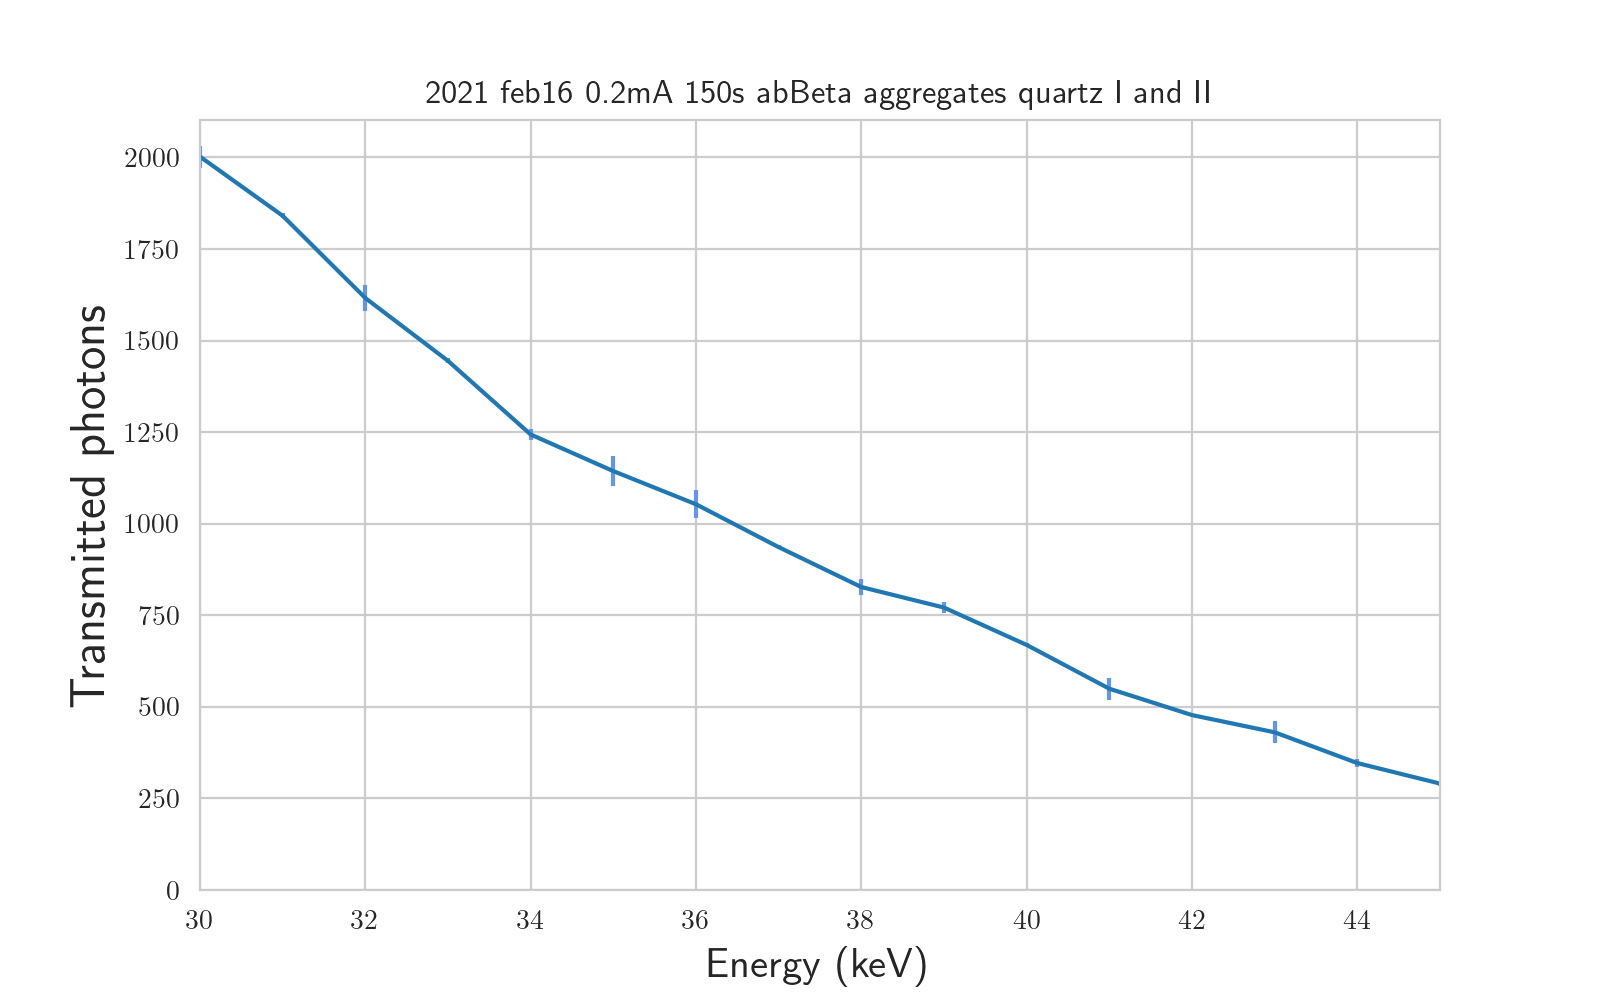 2021 feb16 0.2mA 150s abBeta aggregates quartz I and II
Transmitted photons
2000
1750
1500
1250
1000
750
500
250
0
30 32 34 36 38 40 42 44
Energy (keV)